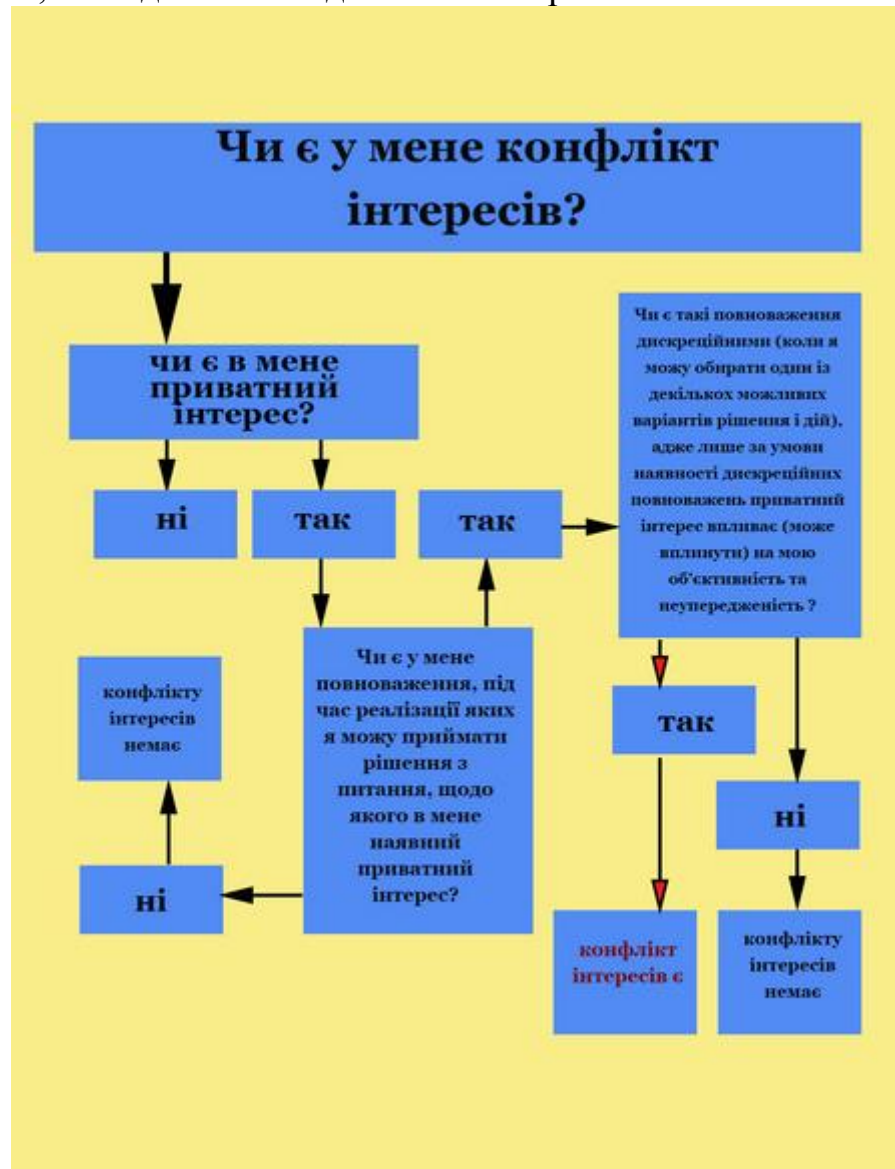 Чи є у мене конфлікт
інтересів?
чи є в мене
приватний
інтерес?
ні
так
Чи є у мене
повноваження, під
час реалізації яких
я можу приймати
рішення з
питання, щодо
якого в мене
наявний
приватний
інтерес?
ні
конфлікту
інтересів
немає
так
Чи є такі повноваження
дискреційними (коли я
можу обирати один із
декількох можливих
варіантів рішення і дій),
адже лише за умови
наявності дискреційних
повноважень приватний
інтерес впливає (може
вплинути) на мою
об'єктивність та
неупередженість ?
так
конфлікт
інтересів є
ні
конфлікту
інтересів
немає